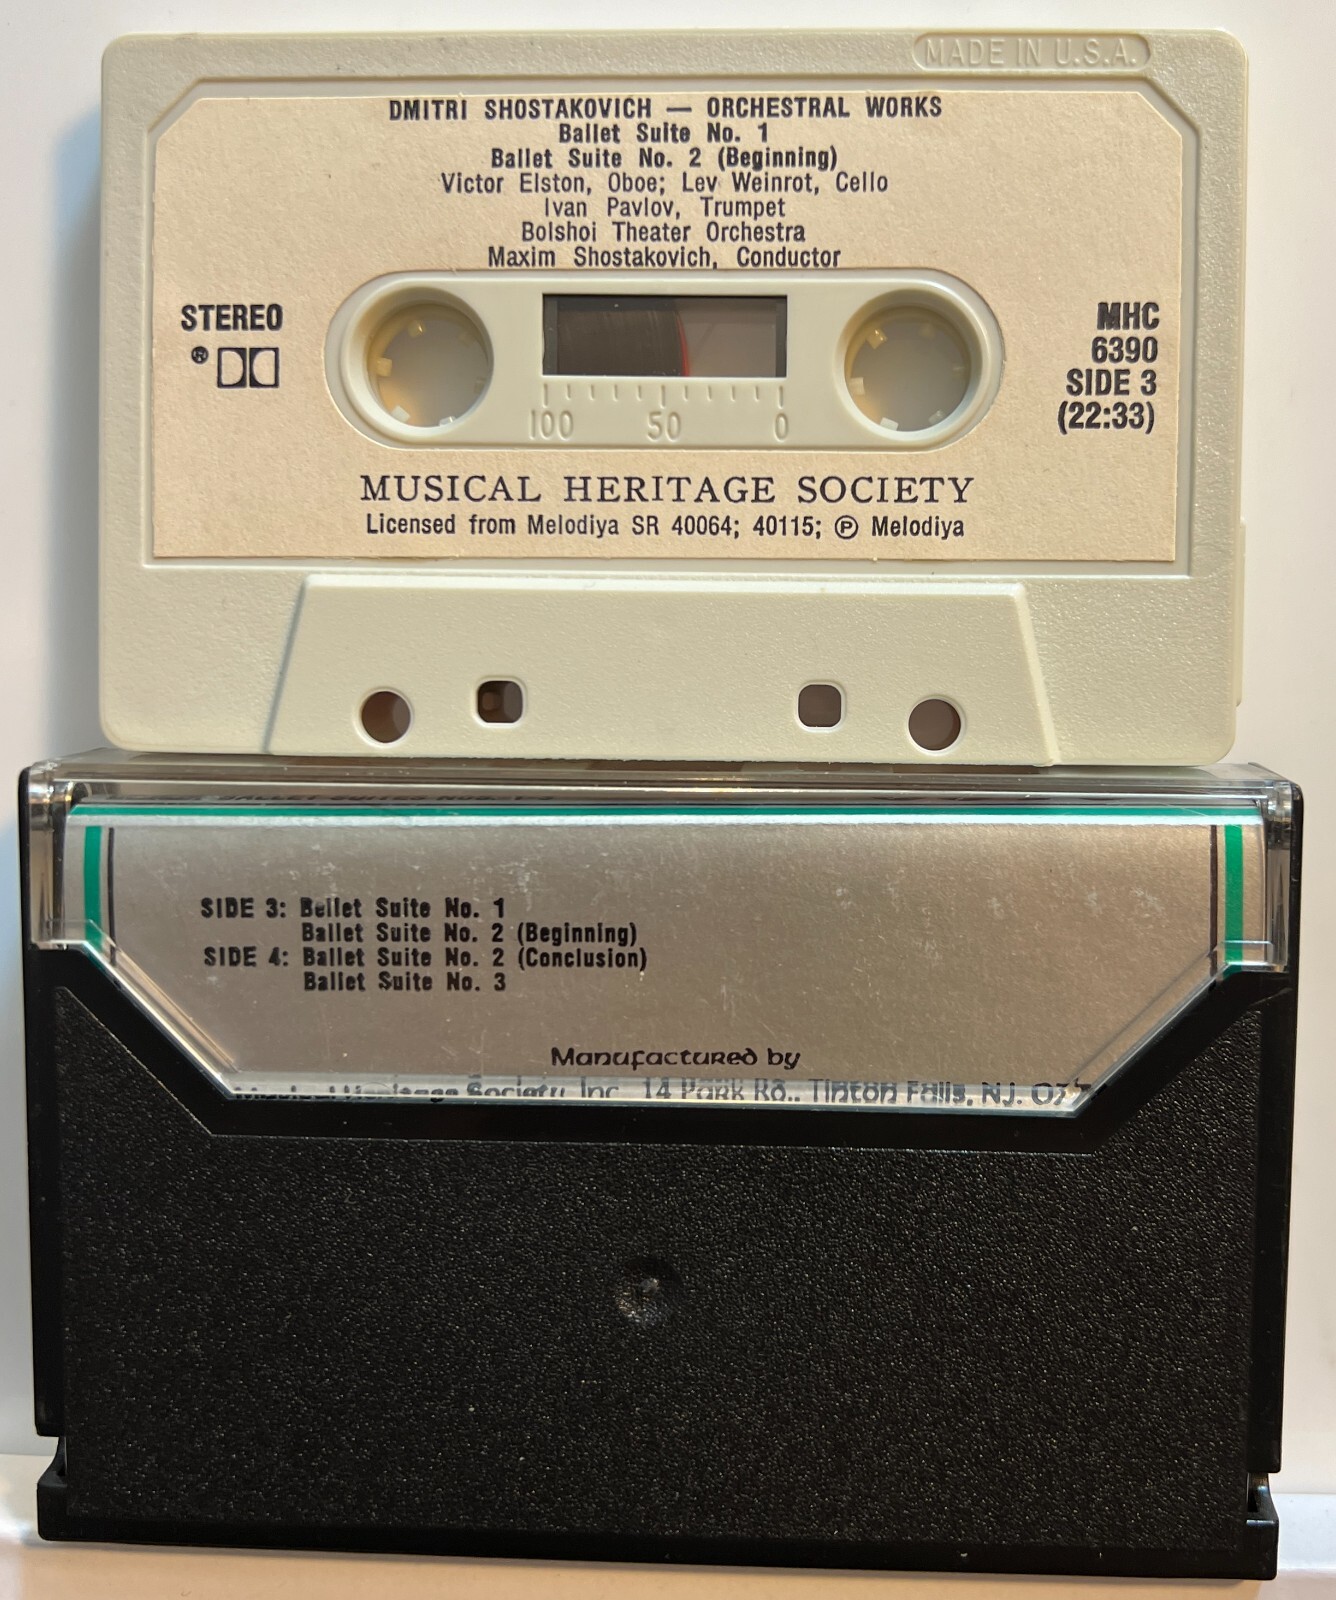 MADE IN U.S.A.
DMITRI SHOSTAKOVICH — ORCHESTRAL WORKS
Ballet Suite No. 1
Ballet Suite No. 2 (Beginning)
Victor Elston, Oboe; Lev Weinrot, Cello
Ivan Pavlov, Trumpet
Bolshoi Theater Orchestra
Maxim Shostakovich, Conductor
STEREO
®
MHC
6390
SIDE 3
(22:33)
100 50 0
MUSICAL HERITAGE SOCIETY
Licensed from Melodiya SR 40064; 40115; ℗ Melodiya
SIDE 3: Ballet Suite No. 1
Ballet Suite No. 2 (Beginning)
SIDE 4: Ballet Suite No. 2 (Conclusion)
Ballet Suite No. 3
Manufactured by
Musical Heritage Society, Inc. 14 Park Rd., Tinton Falls, NJ.